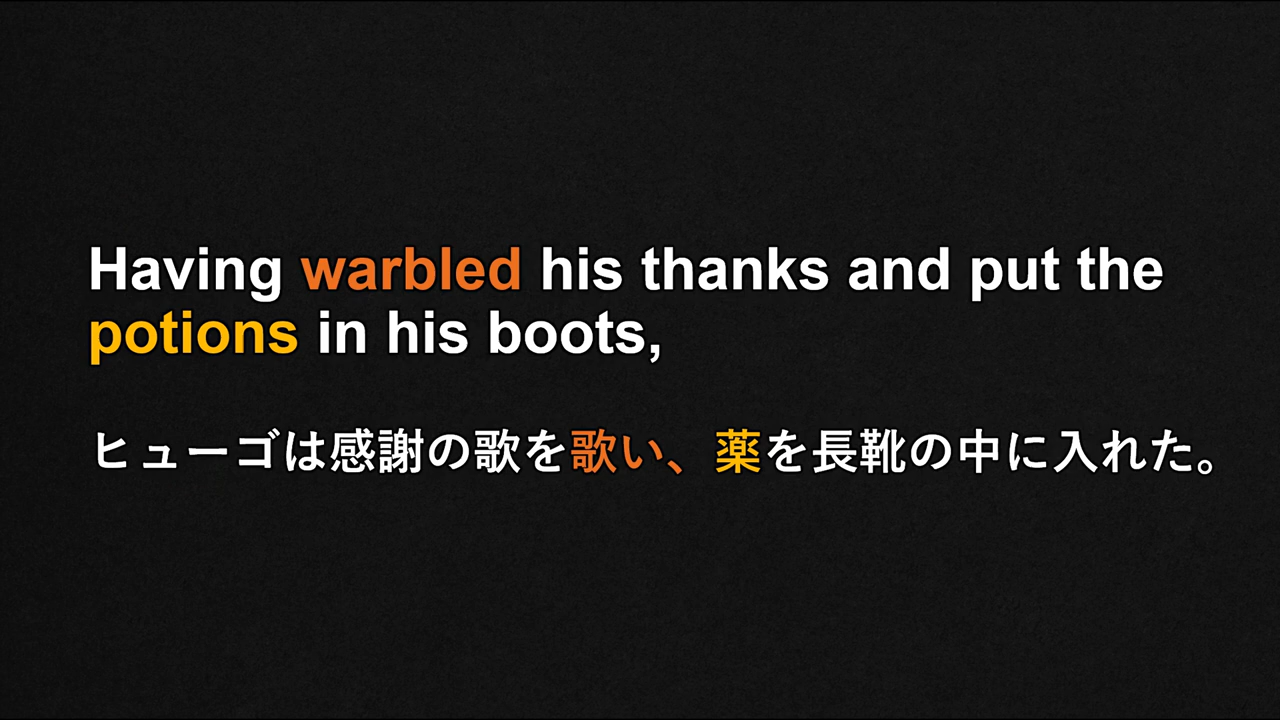 Having warbled his thanks and put the
potions in his boots,
ヒューゴは感謝の歌を歌い、薬を長靴の中に入れた。